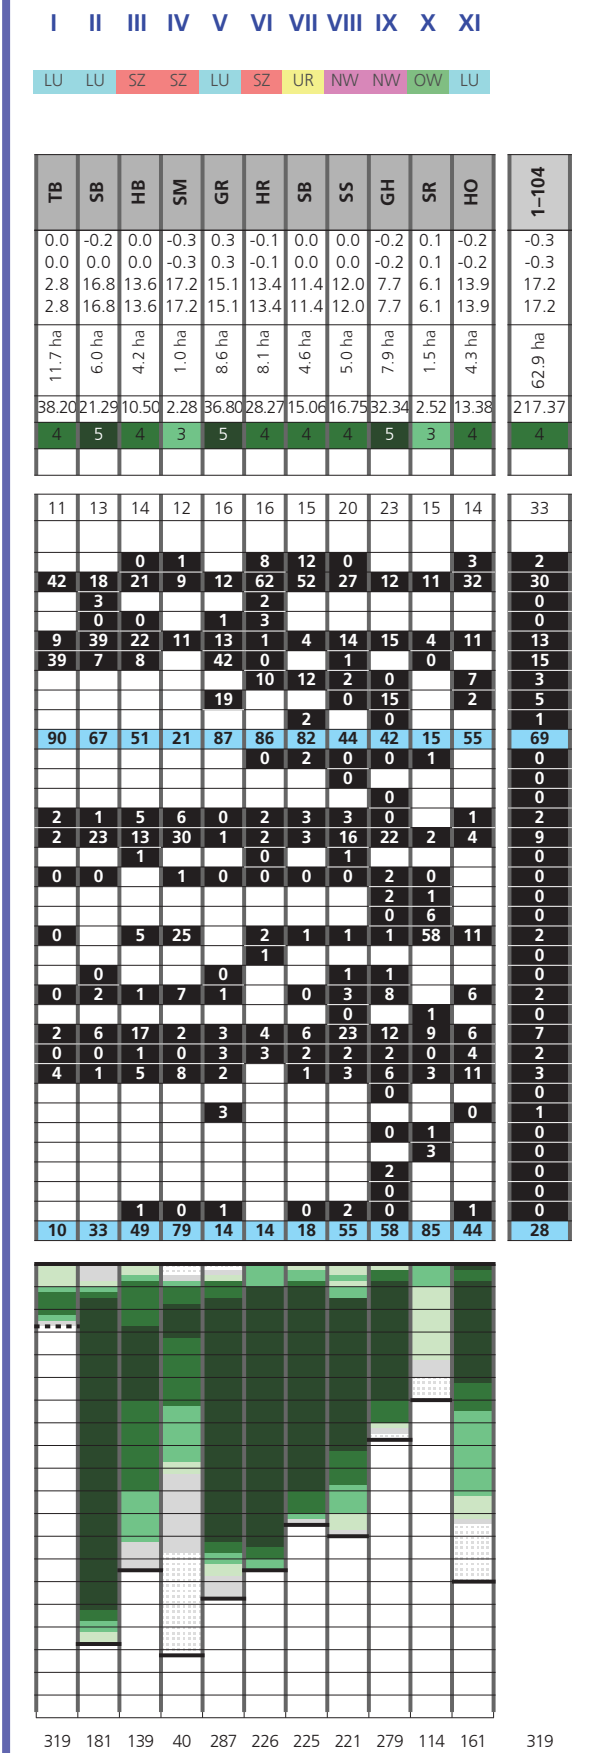 I II III IV V VI VII VIII IX X XI
LU LU SZ SZ LU SZ UR NW NW OW LU
TB SB HB SM GR HR SB SS GH SR HO 1–104
0.0 -0.2 0.0 -0.3 0.3 -0.1 0.0 0.0 -0.2 0.1 -0.2 -0.3
0.0 0.0 0.0 -0.3 0.3 -0.1 0.0 0.0 -0.2 0.1 -0.2 -0.3
2.8 16.8 13.6 17.2 15.1 13.4 11.4 12.0 7.7 6.1 13.9 17.2
2.8 16.8 13.6 17.2 15.1 13.4 11.4 12.0 7.7 6.1 13.9 17.2
11.7 ha 6.0 ha 4.2 ha 1.0 ha 8.6 ha 8.1 ha 4.6 ha 5.0 ha 7.9 ha 1.5 ha 4.3 ha 62.9 ha
38.20 21.29 10.50 2.28 36.80 28.27 15.06 16.75 32.34 2.52 13.38 217.37
4 5 4 3 5 4 4 4 5 3 4 4
11 13 14 12 16 16 15 20 23 15 14 33
0 1 8 12 0 3 2
42 18 21 9 12 62 52 27 12 11 32 30
3 2 0
0 0 1 3 0
9 39 22 11 13 1 4 14 15 4 11 13
39 7 8 42 0 1 0 15
10 12 2 0 7 3
19 0 15 2 5
2 0 1
90 67 51 21 87 86 82 44 42 15 55 69
0 2 0 0 1 0
0 0
0 0
2 1 5 6 0 2 3 3 0 1 2
2 23 13 30 1 2 3 16 22 2 4 9
1 0 1 0
0 0 1 0 0 0 0 2 0 0
2 1 0
0 6 0
0 5 25 2 1 1 1 58 11 2
1 0
0 0 1 1 0
0 2 1 7 1 0 3 8 6 2
0 1 0
2 6 17 2 3 4 6 23 12 9 6 7
0 0 1 0 3 3 2 2 2 0 4 2
4 1 5 8 2 1 3 6 3 11 3
0 0
3 0 1
0 1 0
3 0
2 0
0 0
1 0 1 0 2 0 1 0
10 33 49 79 14 14 18 55 58 85 44 28
319 181 139 40 287 226 225 221 279 114 161 319